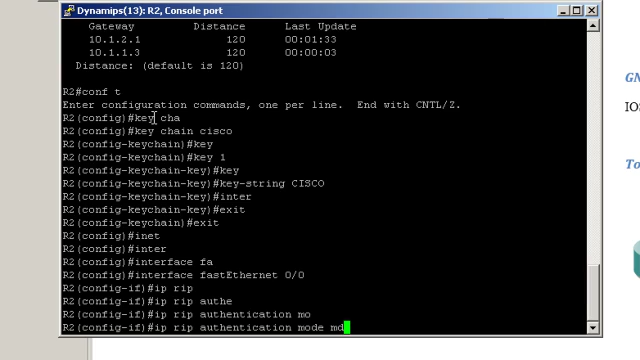 Dynamips(13): R2, Console port
Gateway Distance Last Update
10.1.2.1 120 00:01:33
10.1.1.3 120 00:00:03
Distance: (default is 120)
R2#conf t
Enter configuration commands, one per line. End with CNTL/Z.
R2(config)#key cha
R2(config)#key chain cisco
R2(config-keychain)#key
R2(config-keychain)#key 1
R2(config-keychain-key)#key
R2(config-keychain-key)#key-string CISCO
R2(config-keychain-key)#inter
R2(config-keychain-key)#exit
R2(config-keychain)#exit
R2(config)#inet
R2(config)#inter
R2(config)#interface fa
R2(config)#interface fastEthernet 0/0
R2(config-if)#ip rip
R2(config-if)#ip rip authe
R2(config-if)#ip rip authentication mo
R2(config-if)#ip rip authentication mode md
GN
IOS
To